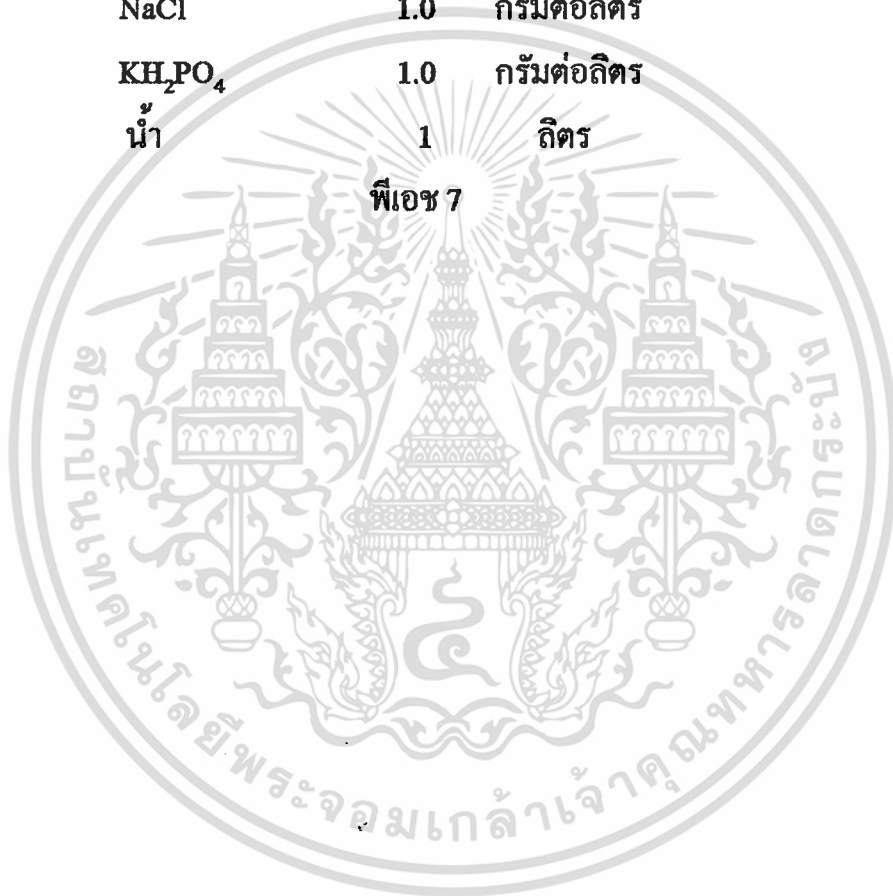 NaCl 1.0 กรัมต่อลิตร
KH₂PO₄ 1.0 กรัมต่อลิตร
น้ำ 1 ลิตร
พีเอช 7
สถาบันเทคโนโลยีพระจอมเกล้าเจ้าคุณทหารลาดกระบัง